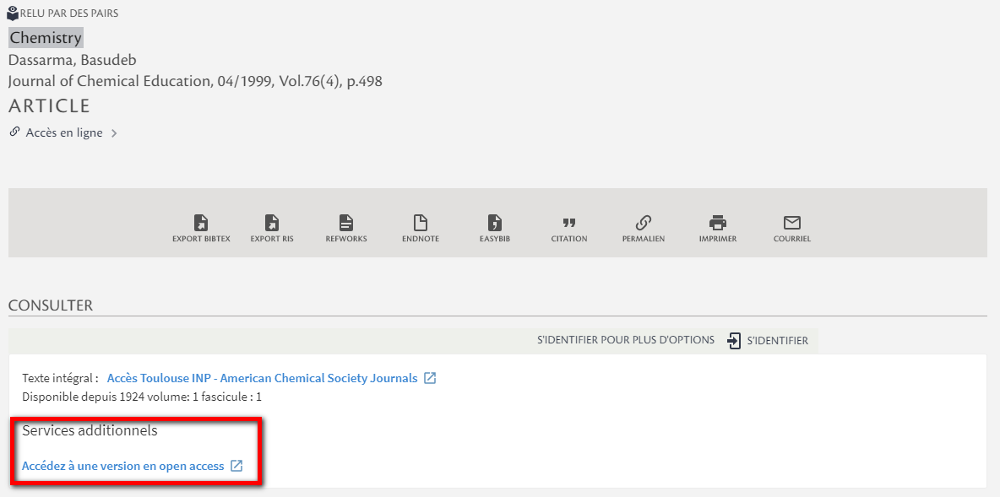 RELU PAR DES PAIRS
Chemistry
Dassarma, Basudeb
Journal of Chemical Education, 04/1999, Vol.76(4), p.498
ARTICLE
Accès en ligne
EXPORT BIBTEX EXPORT RIS REFWORKS ENDNOTE EASYBIB CITATION PERMALIEN IMPRIMER COURRIEL
CONSULTER
S'IDENTIFIER POUR PLUS D'OPTIONS S'IDENTIFIER
Texte intégral : Accès Toulouse INP - American Chemical Society Journals
Disponible depuis 1924 volume: 1 fascicule : 1
Services additionnels
Accédez à une version en open access